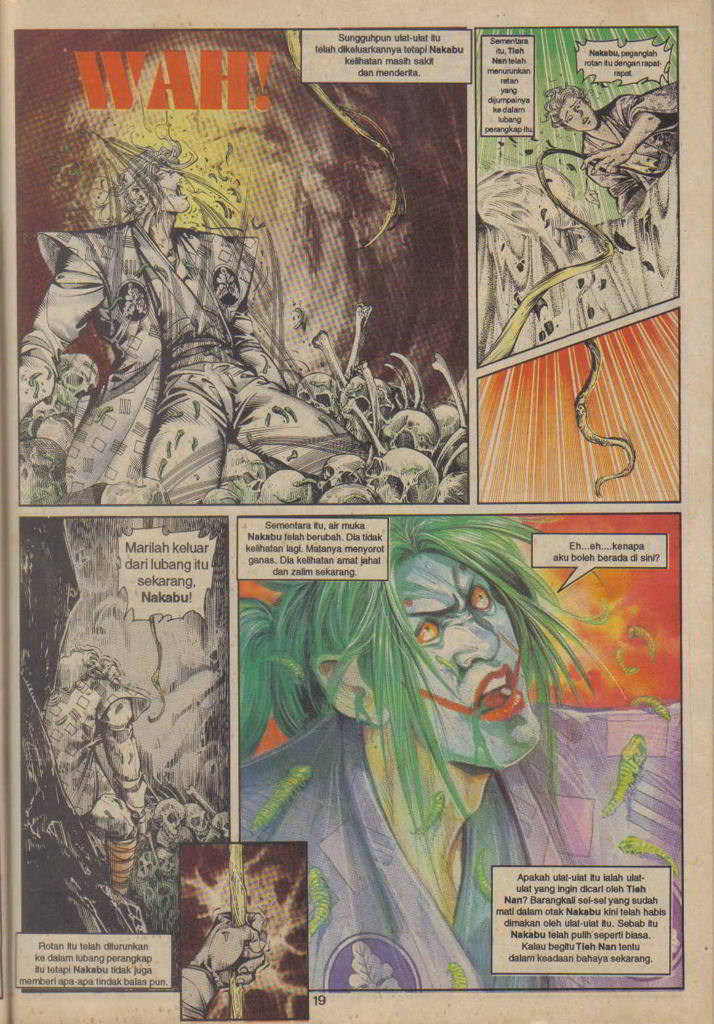 WAH!
Sungguhpun ulat-ulat itu
telah dikeluarkannya tetapi Nakabu
kelihatan masih sakit
dan menderita.
Sementara
itu, Tieh
Nan telah
menurunkan
rotan
yang
dijumpainya
ke dalam
lubang
perangkap itu.
Nakabu, peganglah
rotan itu dengan rapat-
rapat.
Marilah keluar
dari lubang itu
sekarang,
Nakabu!
Sementara itu, air muka
Nakabu telah berubah. Dia tidak
kelihatan lagi. Matanya menyorot
ganas. Dia kelihatan amat jahat
dan zalim sekarang.
Eh...eh....kenapa
aku boleh berada di sini?
Rotan itu telah diturunkan
ke dalam lubang perangkap
itu tetapi Nakabu tidak juga
memberi apa-apa tindak balas pun.
Apakah ulat-ulat itu ialah ulat-
ulat yang ingin dicari oleh Tieh
Nan? Barangkali sel-sel yang sudah
mati dalam otak Nakabu kini telah habis
dimakan oleh ulat-ulat itu. Sebab itu
Nakabu telah pulih seperti biasa.
Kalau begitu Tieh Nan tentu
dalam keadaan bahaya sekarang.
19